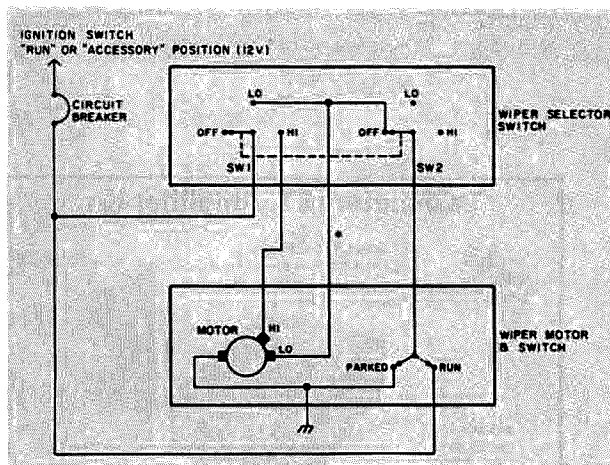 IGNITION SWITCH
"RUN" OR "ACCESSORY" POSITION (12V)
CIRCUIT
BREAKER
LO
LO
WIPER SELECTOR
SWITCH
OFF
HI
OFF
HI
SW1
SW2
MOTOR
HI
LO
PARKED
RUN
WIPER MOTOR
& SWITCH